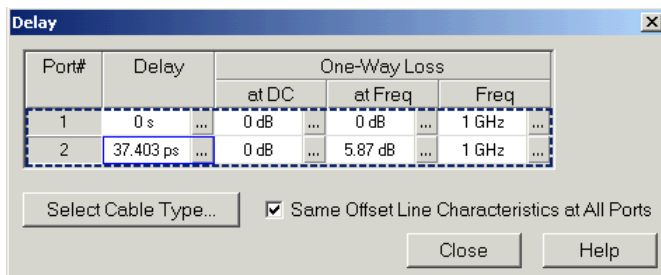 Delay
Port# Delay One-Way Loss
at DC at Freq Freq
1 0 s ... 0 dB ... 0 dB ... 1 GHz ...
2 37.403 ps ... 0 dB ... 5.87 dB ... 1 GHz ...
Select Cable Type... Same Offset Line Characteristics at All Ports
Close Help